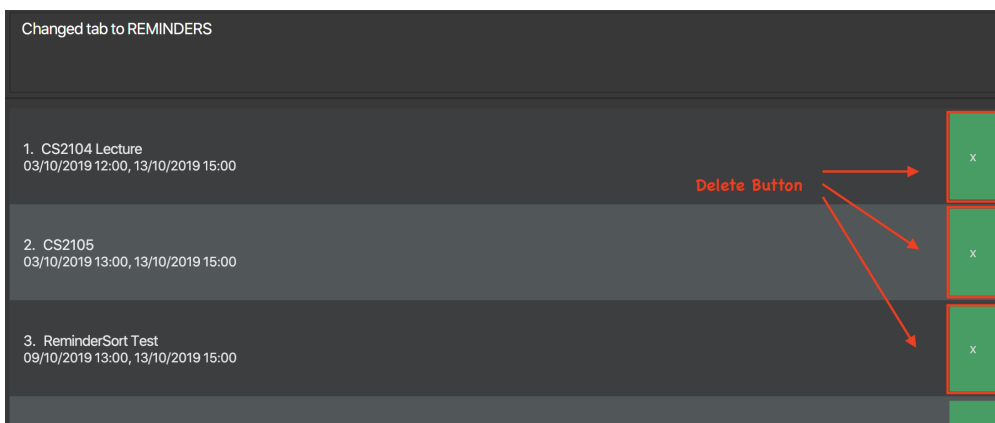 Changed tab to REMINDERS
1. CS2104 Lecture
03/10/2019 12:00, 13/10/2019 15:00
x
Delete Button
2. CS2105
03/10/2019 13:00, 13/10/2019 15:00
x
3. ReminderSort Test
09/10/2019 13:00, 13/10/2019 15:00
x